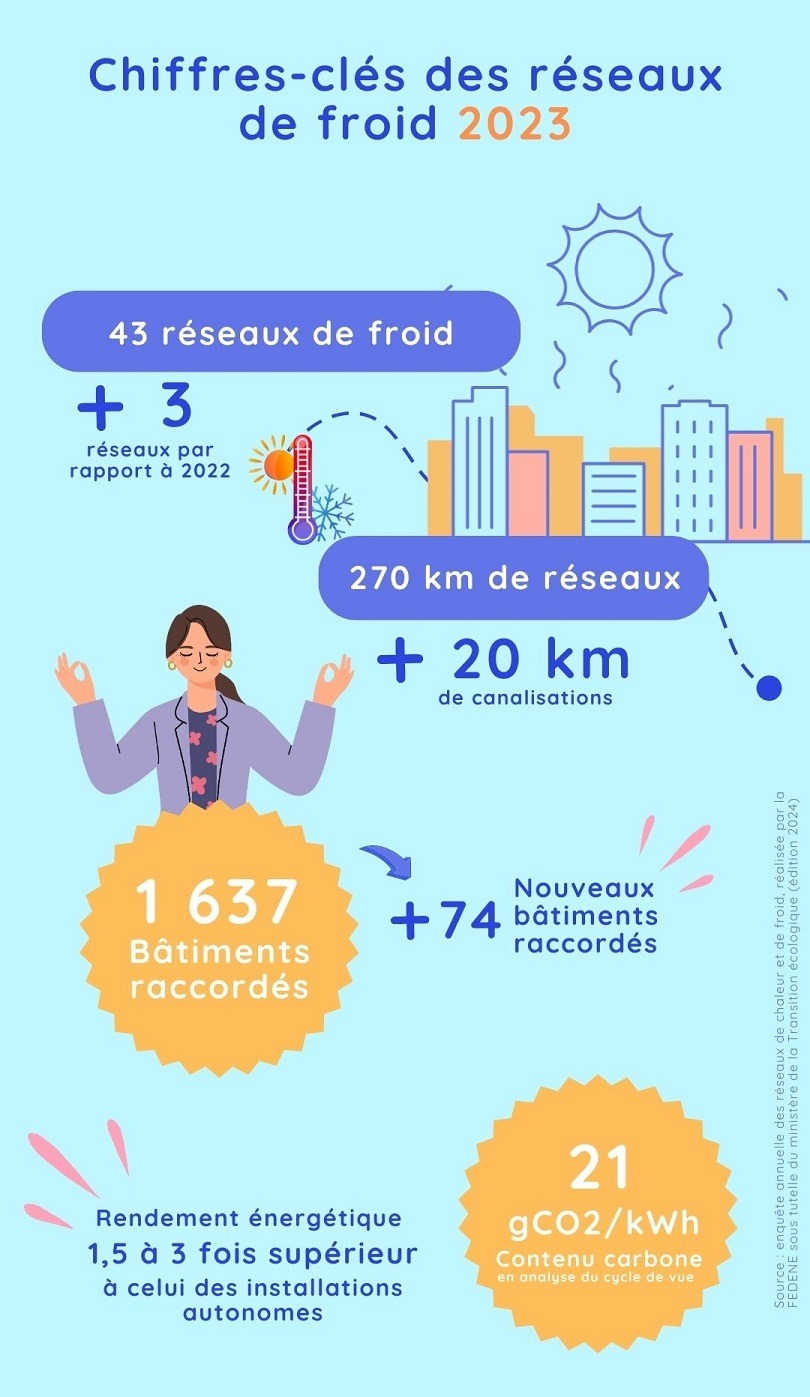 Chiffres-clés des réseaux
de froid 2023
43 réseaux de froid
+ 3
réseaux par
rapport à 2022
270 km de réseaux
+ 20 km
de canalisations
1 637
Bâtiments
raccordés
+74
Nouveaux
bâtiments
raccordés
21
gCO2/kWh
Contenu carbone
en analyse du cycle de vue
Rendement énergétique
1,5 à 3 fois supérieur
à celui des installations
autonomes
Source : enquête annuelle des réseaux de chaleur et de froid, réalisée par la
FEDENE sous tutelle du ministère de la Transition écologique (édition 2024)